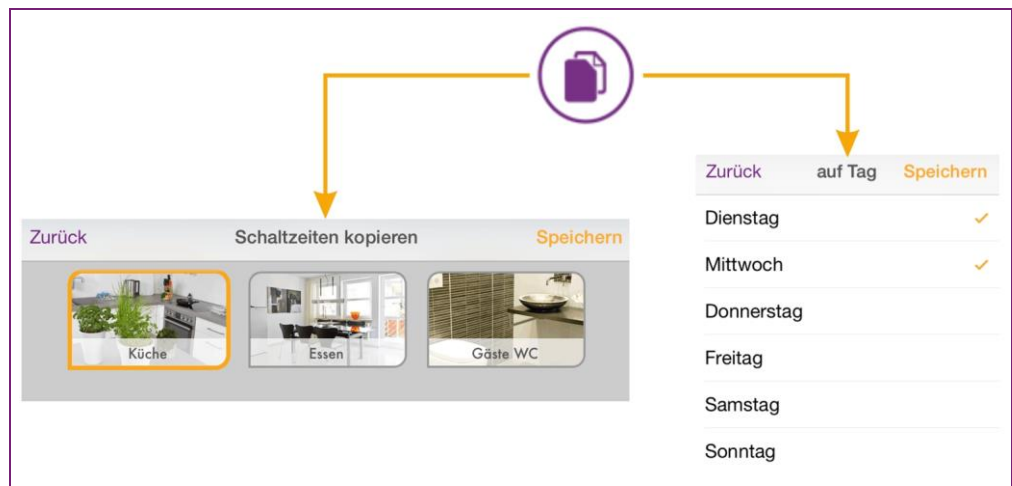 Zurück Schaltzeiten kopieren Speichern
Küche Essen Gäste WC
Zurück auf Tag Speichern
Dienstag
Mittwoch
Donnerstag
Freitag
Samstag
Sonntag